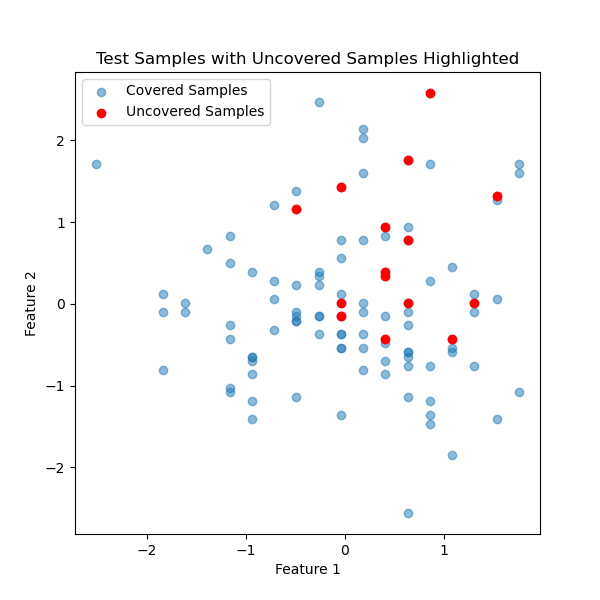 Test Samples with Uncovered Samples Highlighted
Covered Samples
Uncovered Samples
2
1
0
−1
−2
Feature 2
−2
−1
0
1
Feature 1